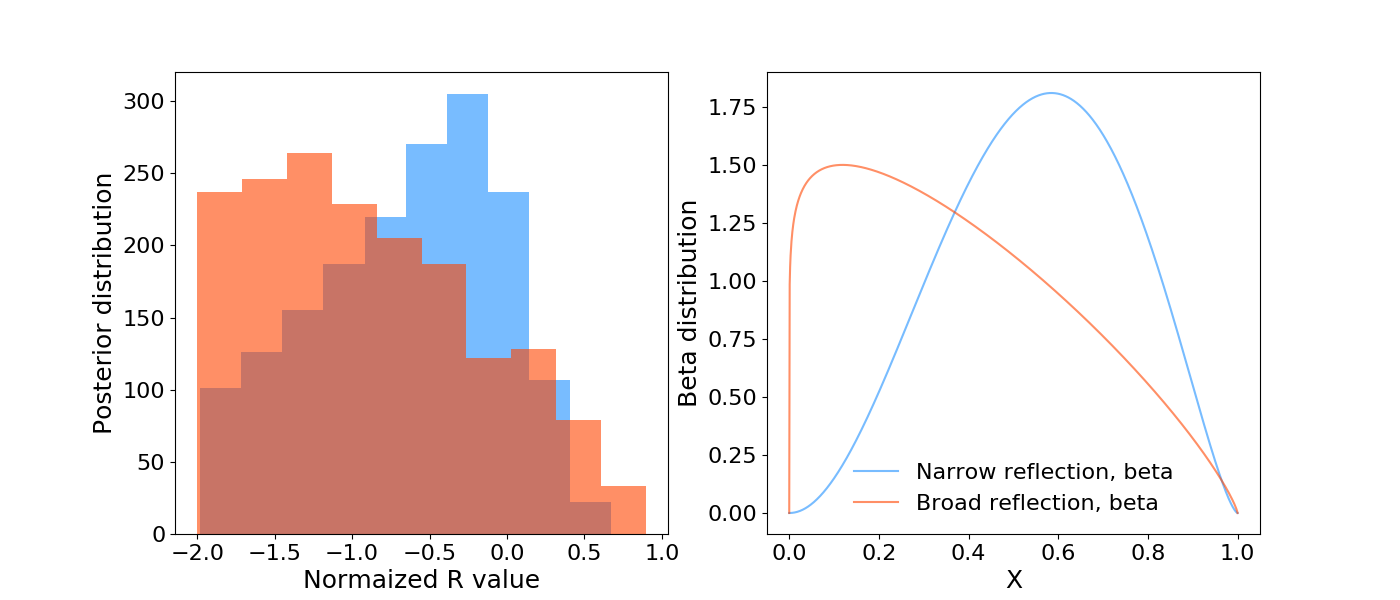 300
250
200
150
100
50
0
Posterior distribution
−2.0 −1.5 −1.0 −0.5 0.0 0.5 1.0
Normaized R value
1.75
1.50
1.25
1.00
0.75
0.50
0.25
0.00
Beta distribution
Narrow reflection, beta
Broad reflection, beta
0.0 0.2 0.4 0.6 0.8 1.0
X